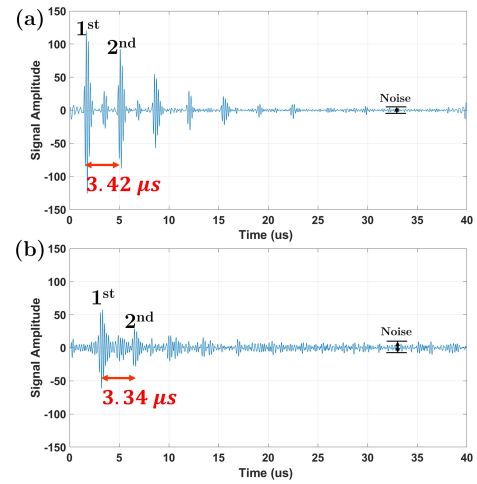 (a)
150
1st
2nd
100
50
Noise
0
Signal Amplitude
-50
-100
3.42 μs
-150
0 5 10 15 20 25 30 35 40
Time (us)
(b)
150
100
1st
2nd
50
Noise
0
Signal Amplitude
-50
3.34 μs
-100
-150
0 5 10 15 20 25 30 35 40
Time (us)